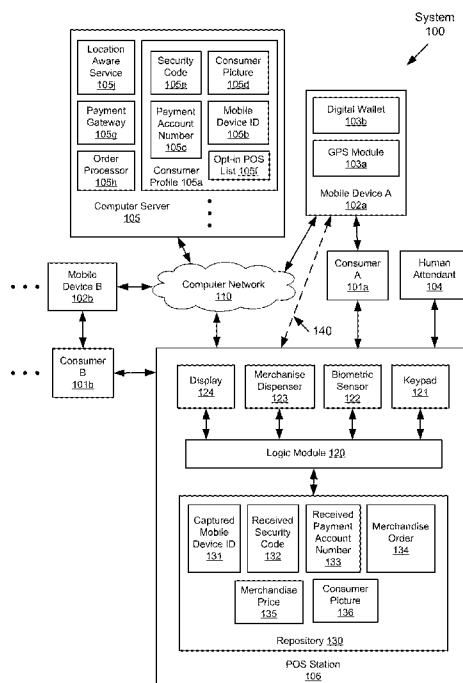 System
100
Location
Aware
Service
105j
Security
Code
105e
Consumer
Picture
105d
Payment
Gateway
105g
Payment
Account
Number
105c
Mobile
Device ID
105b
Order
Processor
105h
Opt-in POS
List 105f
Consumer
Profile 105a
Computer Server
105
Digital Wallet
103b
GPS Module
103a
Mobile Device A
102a
Mobile
Device B
102b
Computer Network
110
Consumer
A
101a
Human
Attendant
104
140
Consumer
B
101b
Display
124
Merchanise
Dispenser
123
Biometric
Sensor
122
Keypad
121
Logic Module 120
Captured
Mobile
Device ID
131
Received
Security
Code
132
Received
Payment
Account
Number
133
Merchandise
Order
134
Merchandise
Price
135
Consumer
Picture
136
Repository 130
POS Station
106